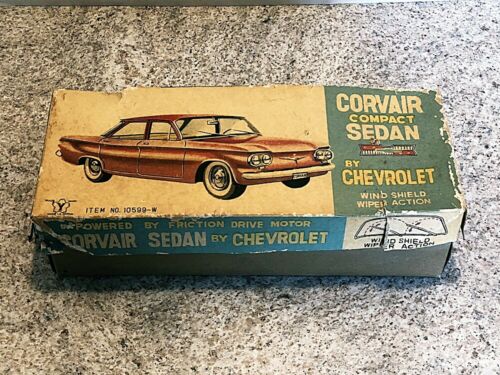 CORVAIR
COMPACT
SEDAN
BY
CHEVROLET
WIND SHIELD
WIPER ACTION
ITEM NO. 10599-W
POWERED BY FRICTION DRIVE MOTOR
CORVAIR SEDAN BY CHEVROLET
WIND SHIELD
WIPER ACTION